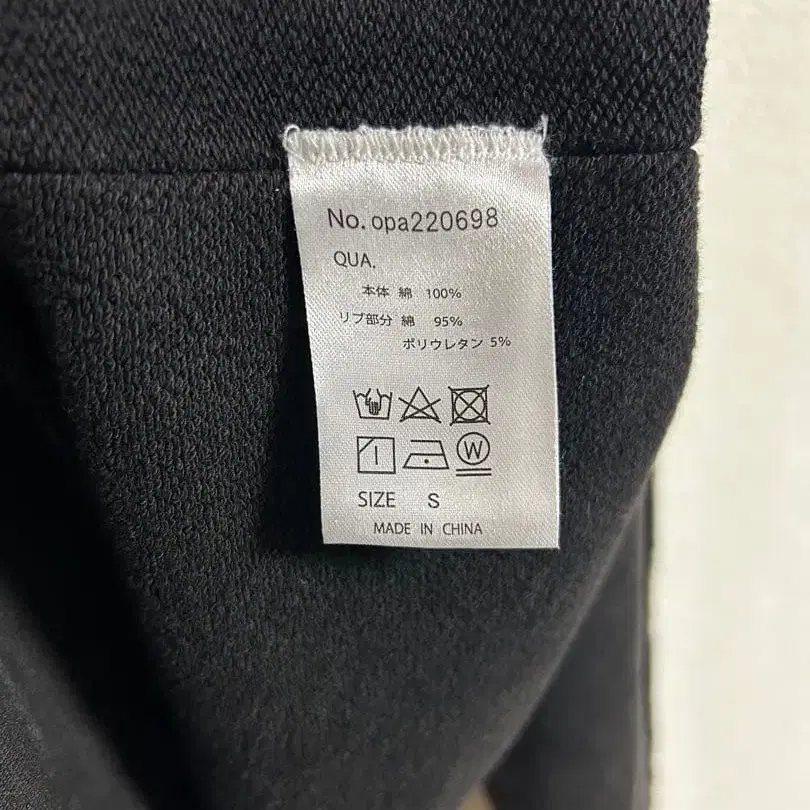 No. opa220698
QUA.
本体 綿 100%
リブ部分 綿 95%
ポリウレタン 5%
W
SIZE S
MADE IN CHINA